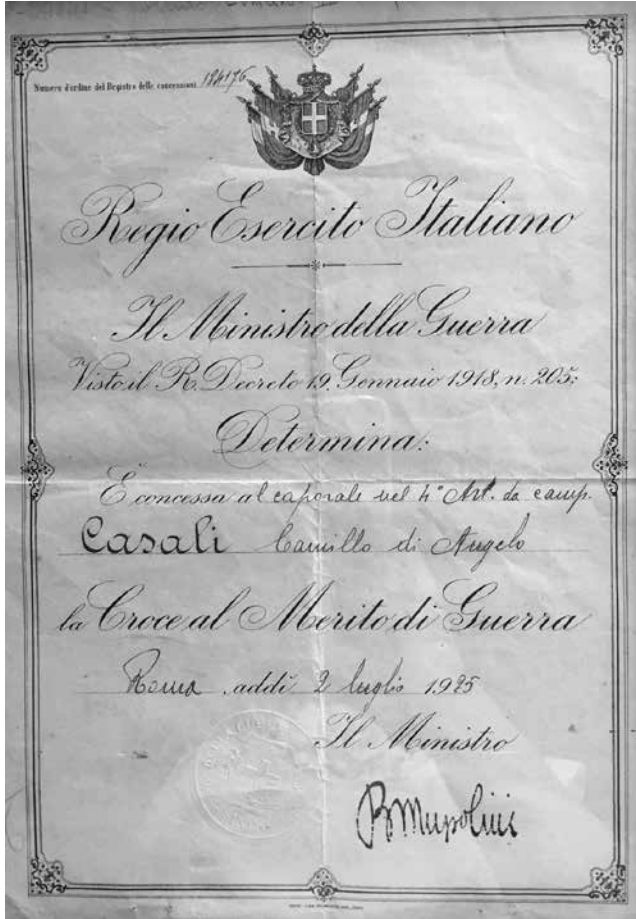 Numero d'ordine del Registro delle concessioni 124176
Regio Esercito Italiano
Il Ministro della Guerra
Visto il R. Decreto 19 Gennaio 1918, n. 205;
Determina:
È concessa al caporale nel 4° Art. da camp.
Casali Camillo di Angelo
la Croce al Merito di Guerra
Roma, addì 2 luglio 1925
Il Ministro
BMussolini